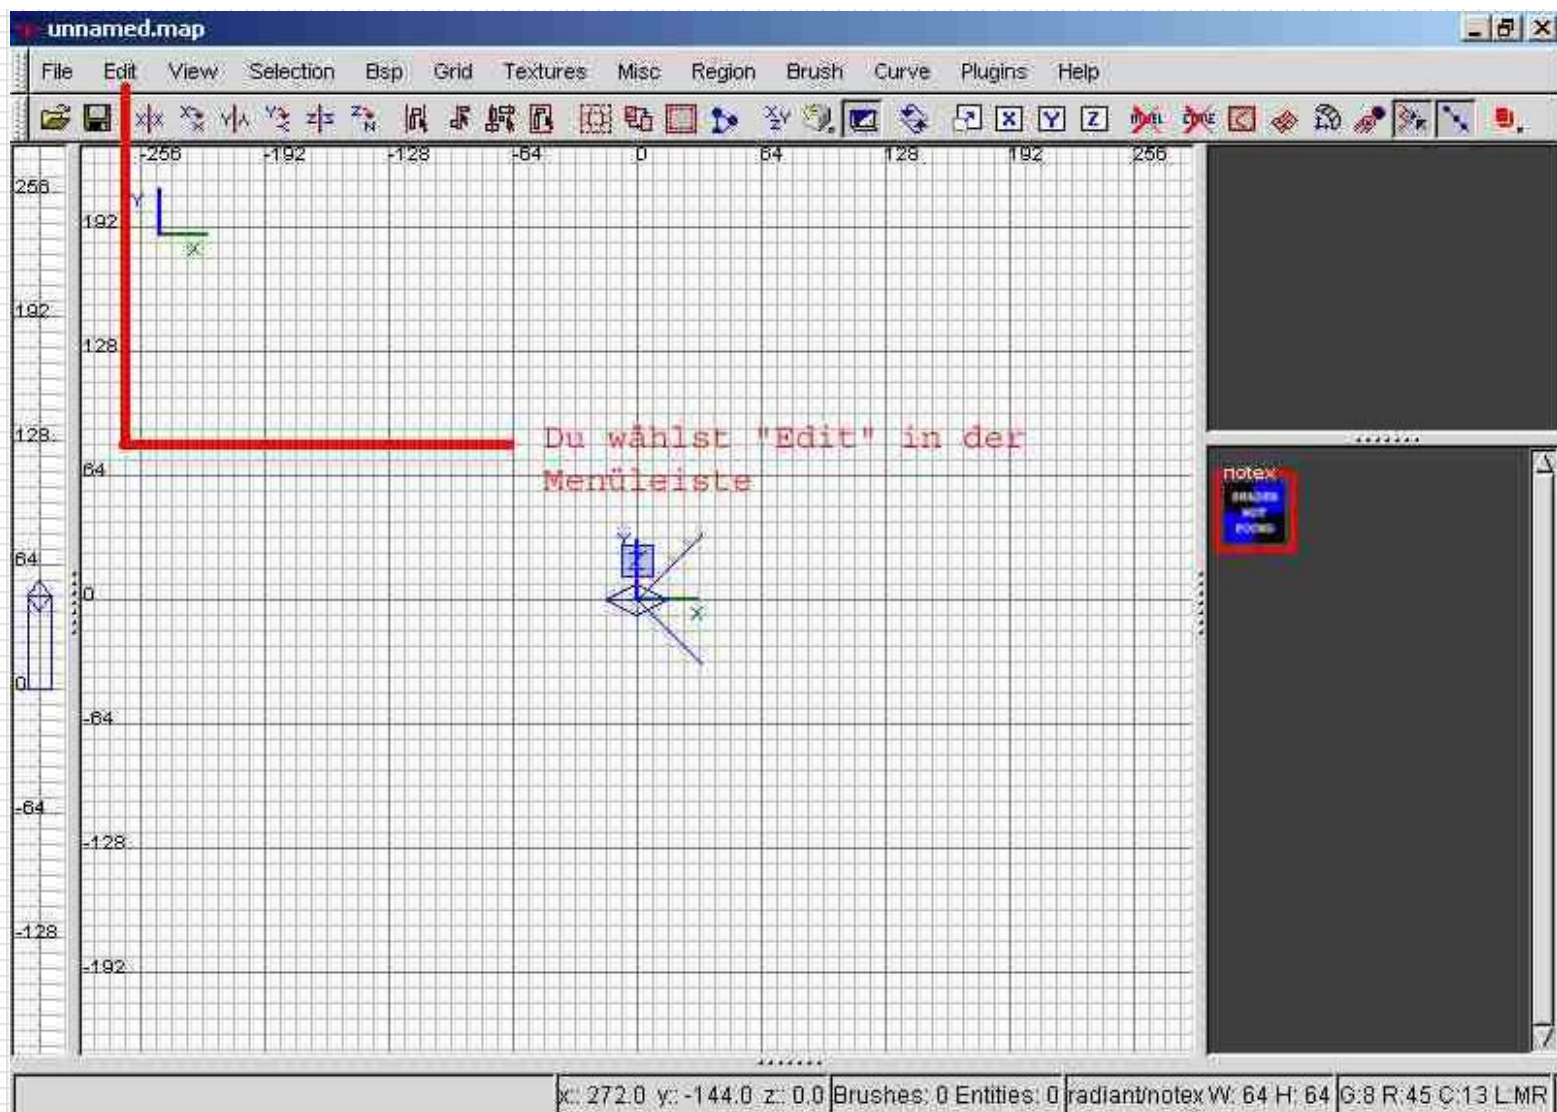 unnamed.map
File Edit View Selection Bsp Grid Textures Misc Region Brush Curve Plugins Help
-256 -192 -128 -64 0 64 128 192 256
256
192
128
64
0
-64
-128
Y
X
192
128
64
0
-64
-128
-192
Du wählst "Edit" in der
Menüleiste
Y
Z
X
notex
SHADER
NOT
FOUND
x:: 272.0 y:: -144.0 z:: 0.0 Brushes: 0 Entities: 0 radiant/notex W: 64 H: 64 G:8 R:45 C:13 L:MR